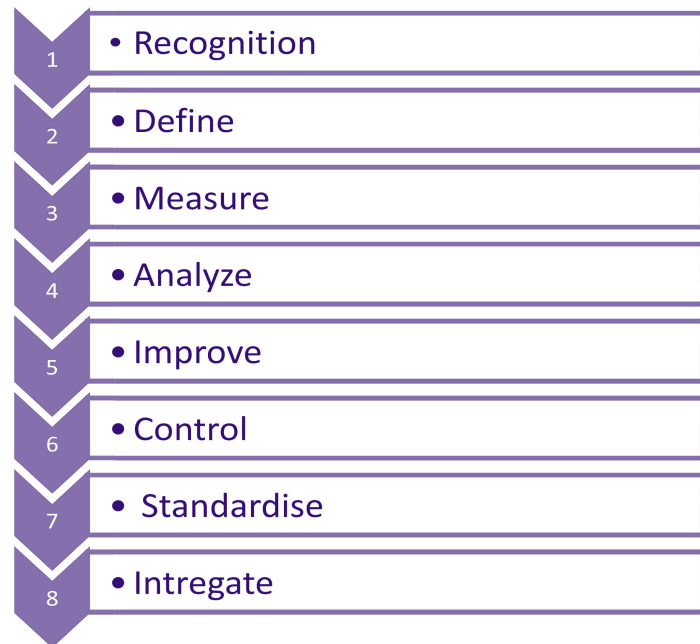 1
• Recognition
2
• Define
3
• Measure
4
• Analyze
5
• Improve
6
• Control
7
• Standardise
8
• Intregate